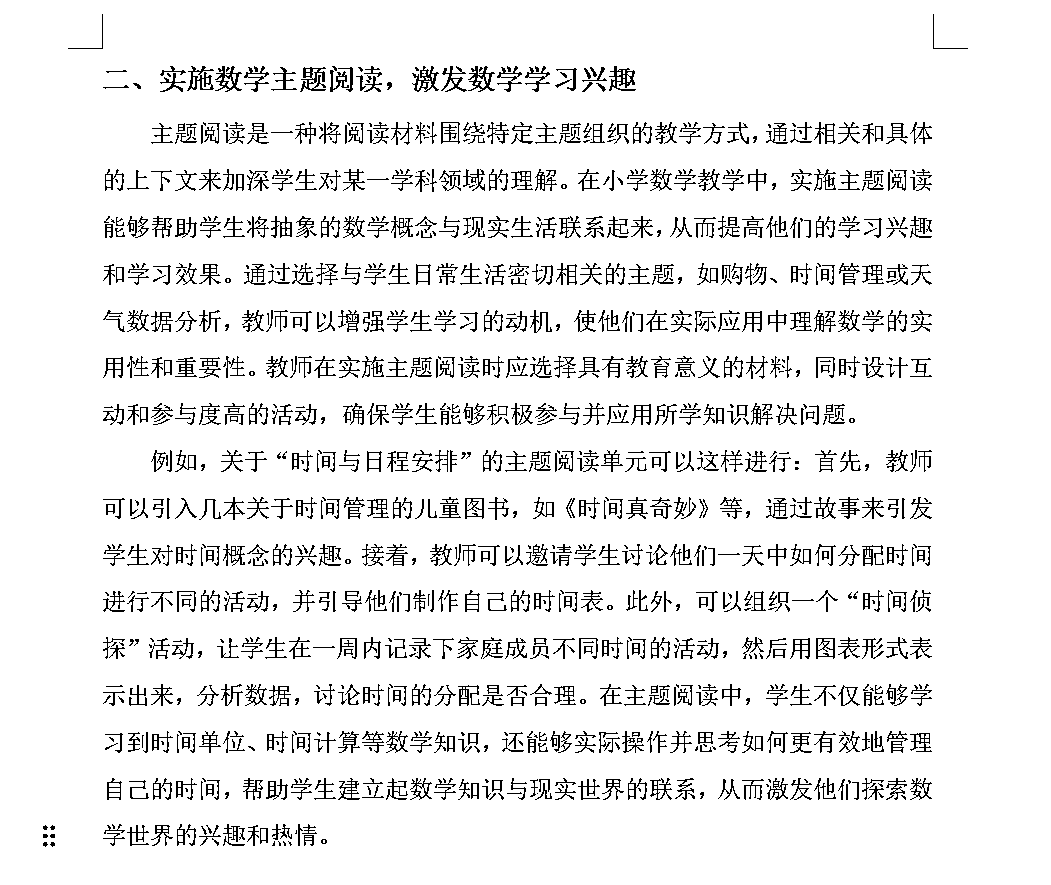 二、实施数学主题阅读，激发数学学习兴趣
主题阅读是一种将阅读材料围绕特定主题组织的教学方式，通过相关和具体
的上下文来加深学生对某一学科领域的理解。在小学数学教学中，实施主题阅读
能够帮助学生将抽象的数学概念与现实生活联系起来，从而提高他们的学习兴趣
和学习效果。通过选择与学生日常生活密切相关的主题，如购物、时间管理或天
气数据分析，教师可以增强学生学习的动机，使他们在实际应用中理解数学的实
用性和重要性。教师在实施主题阅读时应选择具有教育意义的材料，同时设计互
动和参与度高的活动，确保学生能够积极参与并应用所学知识解决问题。
例如，关于“时间与日程安排”的主题阅读单元可以这样进行：首先，教师
可以引入几本关于时间管理的儿童图书，如《时间真奇妙》等，通过故事来引发
学生对时间概念的兴趣。接着，教师可以邀请学生讨论他们一天中如何分配时间
进行不同的活动，并引导他们制作自己的时间表。此外，可以组织一个“时间侦
探”活动，让学生在一周内记录下家庭成员不同时间的活动，然后用图表形式表
示出来，分析数据，讨论时间的分配是否合理。在主题阅读中，学生不仅能够学
习到时间单位、时间计算等数学知识，还能够实际操作并思考如何更有效地管理
自己的时间，帮助学生建立起数学知识与现实世界的联系，从而激发他们探索数
学世界的兴趣和热情。